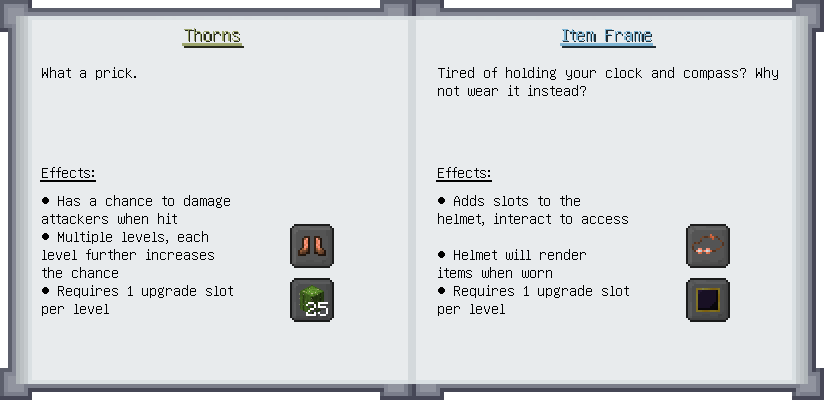 Thorns
What a prick.
Effects:
• Has a chance to damage
attackers when hit
• Multiple levels, each
level further increases
the chance
• Requires 1 upgrade slot
per level
25
Item Frame
Tired of holding your clock and compass? Why
not wear it instead?
Effects:
• Adds slots to the
helmet, interact to access
• Helmet will render
items when worn
• Requires 1 upgrade slot
per level